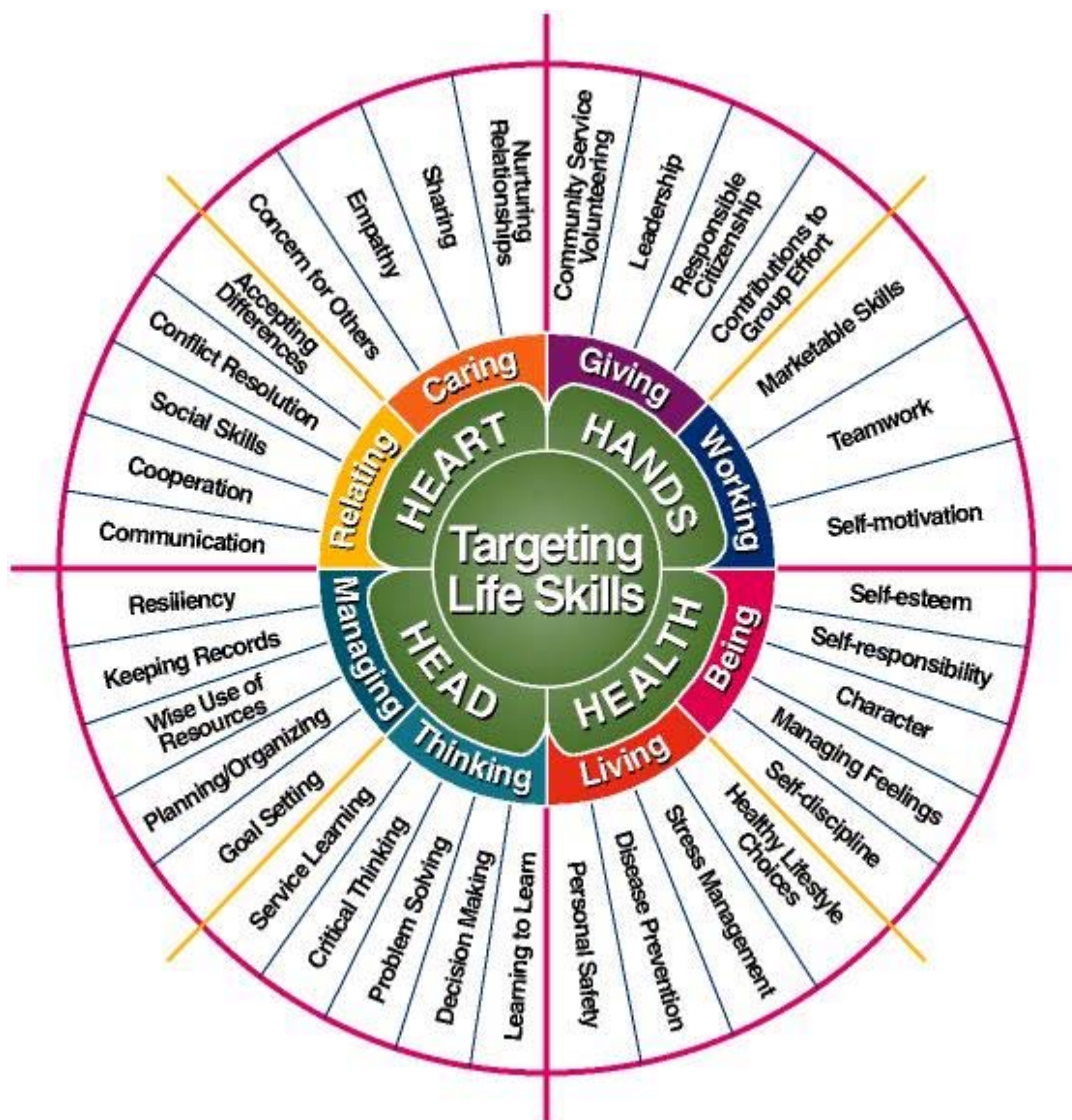 Targeting
Life Skills
HEART
HANDS
HEALTH
HEAD
Caring
Giving
Working
Being
Living
Thinking
Managing
Relating
Community Service
Volunteering
Leadership
Responsible
Citizenship
Contributions to
Group Effort
Marketable Skills
Teamwork
Self-motivation
Self-esteem
Self-responsibility
Character
Managing Feelings
Self-discipline
Healthy Lifestyle
Choices
Stress Management
Disease Prevention
Personal Safety
Learning to Learn
Decision Making
Problem Solving
Critical Thinking
Service Learning
Goal Setting
Planning/Organizing
Wise Use of
Resources
Keeping Records
Resiliency
Communication
Cooperation
Social Skills
Conflict Resolution
Accepting
Differences
Concern for Others
Empathy
Sharing
Nurturing
Relationships